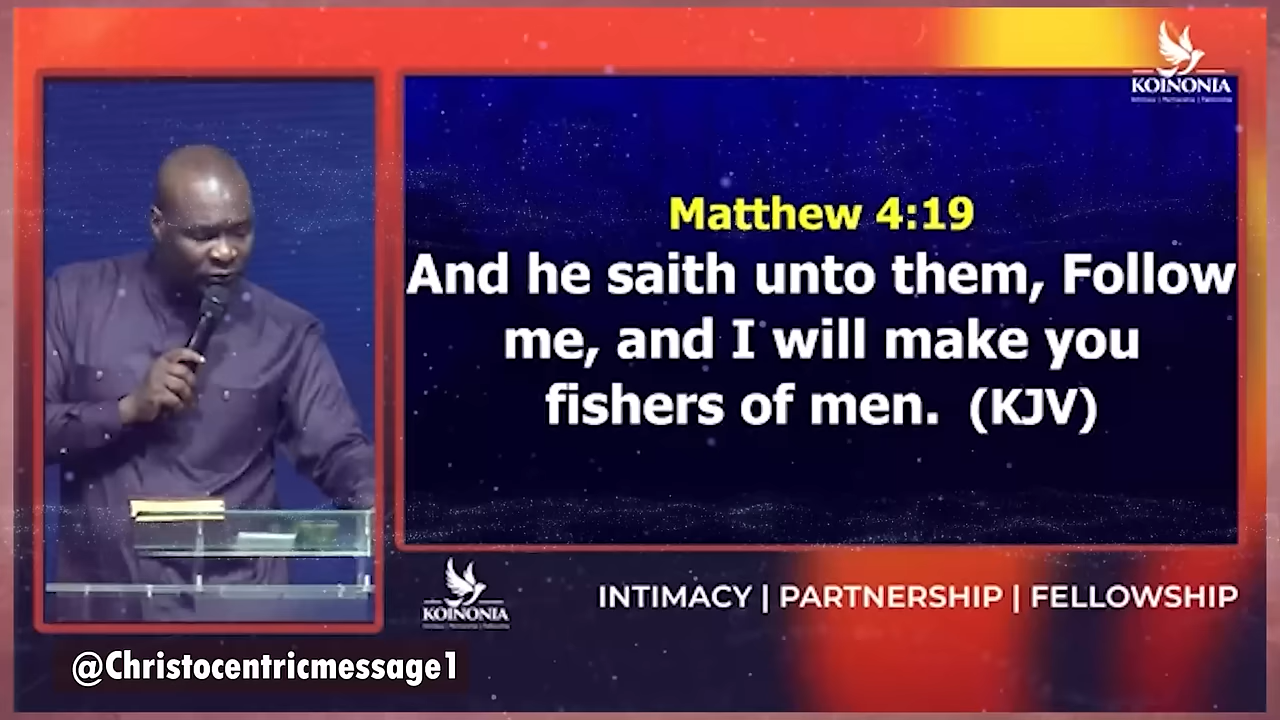 KOINONIA
Matthew 4:19
And he saith unto them, Follow
me, and I will make you
fishers of men. (KJV)
KOINONIA
INTIMACY | PARTNERSHIP | FELLOWSHIP
@Christocentricmessage1